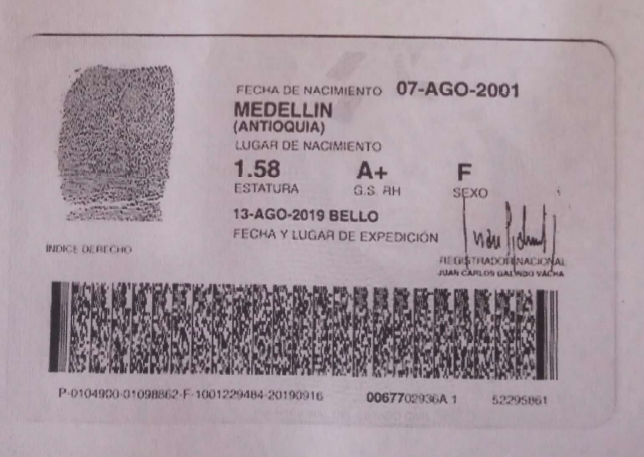 FECHA DE NACIMIENTO 07-AGO-2001
MEDELLIN
(ANTIOQUIA)
LUGAR DE NACIMIENTO
1.58 A+ F
ESTATURA G.S. RH SEXO
13-AGO-2019 BELLO
FECHA Y LUGAR DE EXPEDICIÓN
INDICE DERECHO
REGISTRADOR NACIONAL
JUAN CARLOS GALINDO VÁCHA
P-0104900-01098862-F-1001229484-20190916 0067702936A 1 52295861